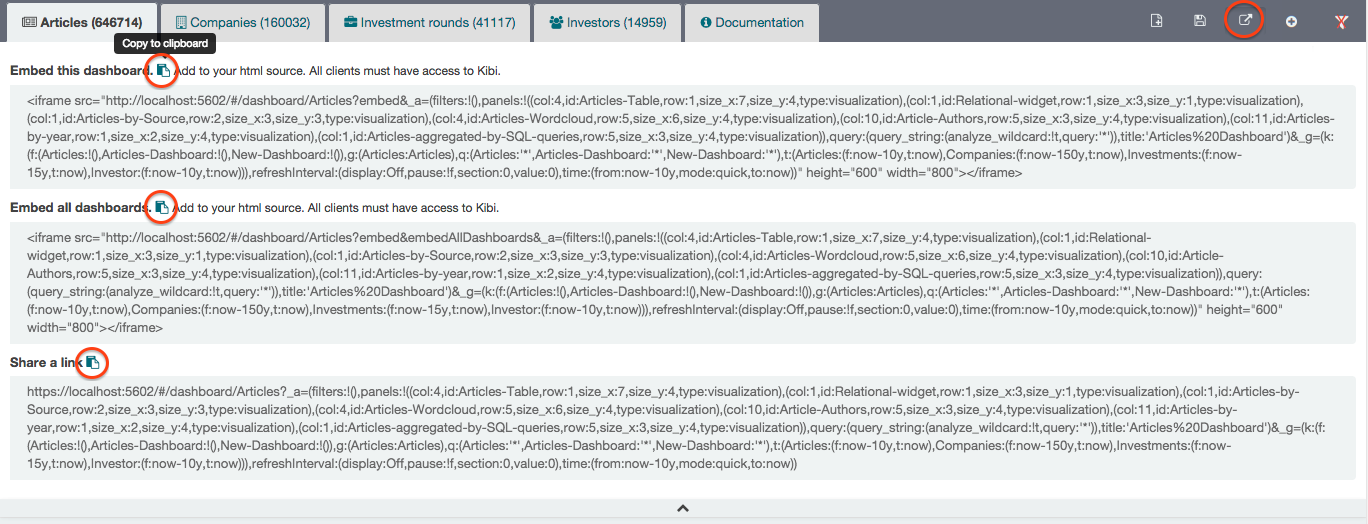 Articles (646714) Companies (160032) Investment rounds (41117) Investors (14959) Documentation
Copy to clipboard
Embed this dashboard. Add to your html source. All clients must have access to Kibi.
<iframe src="http://localhost:5602/#/dashboard/Articles?embed&_a=(filters:!(),panels:!((col:4,id:Articles-Table,row:1,size_x:7,size_y:4,type:visualization),(col:1,id:Relational-widget,row:1,size_x:3,size_y:1,type:visualization),
(col:1,id:Articles-by-Source,row:2,size_x:3,size_y:3,type:visualization),(col:4,id:Articles-Wordcloud,row:5,size_x:6,size_y:4,type:visualization),(col:10,id:Article-Authors,row:5,size_x:3,size_y:4,type:visualization),(col:11,id:Articles-
by-year,row:1,size_x:2,size_y:4,type:visualization),(col:1,id:Articles-aggregated-by-SQL-queries,row:5,size_x:3,size_y:4,type:visualization)),query:(query_string:(analyze_wildcard:!t,query:'*')),title:'Articles%20Dashboard')&_g=(k:
(f:(Articles:!(),Articles-Dashboard:!(),New-Dashboard:!()),g:(Articles:Articles),q:(Articles:'*',Articles-Dashboard:'*',New-Dashboard:'*'),t:(Articles:(f:now-10y,t:now),Companies:(f:now-150y,t:now),Investments:(f:now-
15y,t:now),Investor:(f:now-10y,t:now))),refreshInterval:(display:Off,pause:!f,section:0,value:0),time:(from:now-10y,mode:quick,to:now))" height="600" width="800"></iframe>
Embed all dashboards. Add to your html source. All clients must have access to Kibi.
<iframe src="http://localhost:5602/#/dashboard/Articles?embed&embedAllDashboards&_a=(filters:!(),panels:!((col:4,id:Articles-Table,row:1,size_x:7,size_y:4,type:visualization),(col:1,id:Relational-
widget,row:1,size_x:3,size_y:1,type:visualization),(col:1,id:Articles-by-Source,row:2,size_x:3,size_y:3,type:visualization),(col:4,id:Articles-Wordcloud,row:5,size_x:6,size_y:4,type:visualization),(col:10,id:Article-
Authors,row:5,size_x:3,size_y:4,type:visualization),(col:11,id:Articles-by-year,row:1,size_x:2,size_y:4,type:visualization),(col:1,id:Articles-aggregated-by-SQL-queries,row:5,size_x:3,size_y:4,type:visualization)),query:
(query_string:(analyze_wildcard:!t,query:'*')),title:'Articles%20Dashboard')&_g=(k:(f:(Articles:!(),Articles-Dashboard:!(),New-Dashboard:!()),g:(Articles:Articles),q:(Articles:'*',Articles-Dashboard:'*',New-Dashboard:'*'),t:(Articles:
(f:now-10y,t:now),Companies:(f:now-150y,t:now),Investments:(f:now-15y,t:now),Investor:(f:now-10y,t:now))),refreshInterval:(display:Off,pause:!f,section:0,value:0),time:(from:now-10y,mode:quick,to:now))" height="600"
width="800"></iframe>
Share a link
https://localhost:5602/#/dashboard/Articles?_a=(filters:!(),panels:!((col:4,id:Articles-Table,row:1,size_x:7,size_y:4,type:visualization),(col:1,id:Relational-widget,row:1,size_x:3,size_y:1,type:visualization),(col:1,id:Articles-by-
Source,row:2,size_x:3,size_y:3,type:visualization),(col:4,id:Articles-Wordcloud,row:5,size_x:6,size_y:4,type:visualization),(col:10,id:Article-Authors,row:5,size_x:3,size_y:4,type:visualization),(col:11,id:Articles-by-
year,row:1,size_x:2,size_y:4,type:visualization),(col:1,id:Articles-aggregated-by-SQL-queries,row:5,size_x:3,size_y:4,type:visualization)),query:(query_string:(analyze_wildcard:!t,query:'*')),title:'Articles%20Dashboard')&_g=(k:(f:
(Articles:!(),Articles-Dashboard:!(),New-Dashboard:!()),g:(Articles:Articles),q:(Articles:'*',Articles-Dashboard:'*',New-Dashboard:'*'),t:(Articles:(f:now-10y,t:now),Companies:(f:now-150y,t:now),Investments:(f:now-
15y,t:now),Investor:(f:now-10y,t:now))),refreshInterval:(display:Off,pause:!f,section:0,value:0),time:(from:now-10y,mode:quick,to:now))